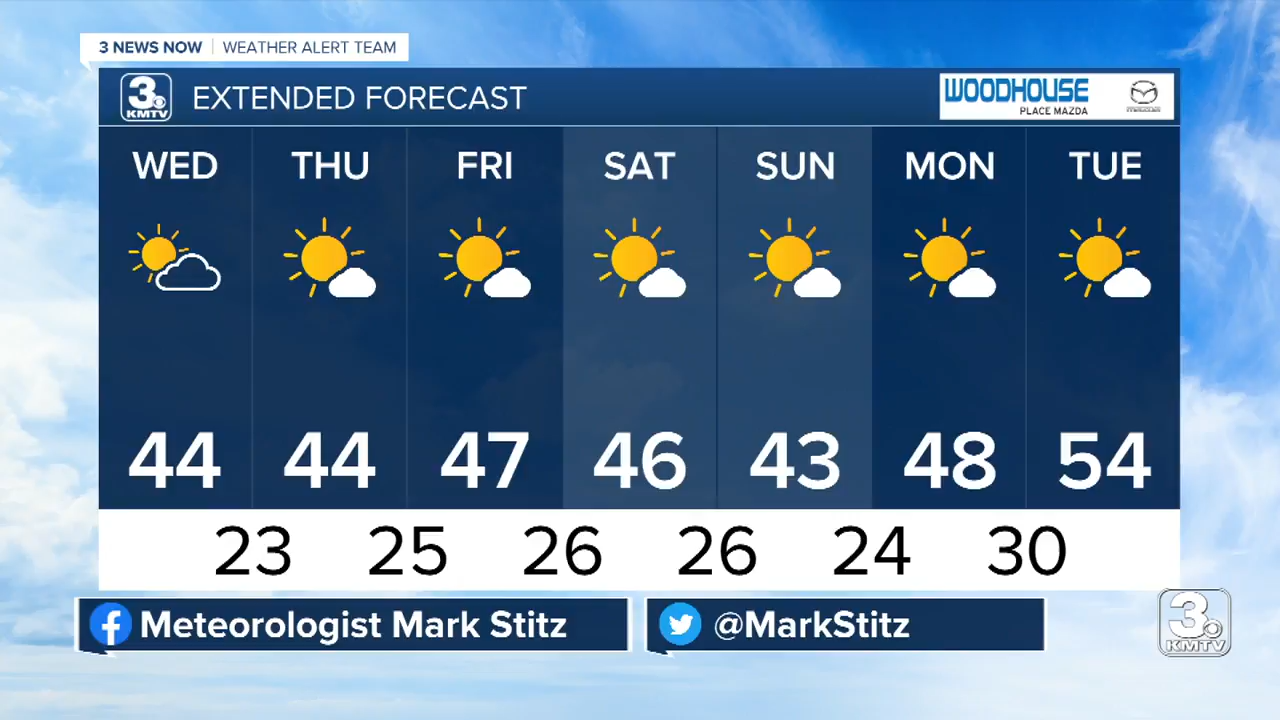 3 NEWS NOW WEATHER ALERT TEAM
3 KMTV EXTENDED FORECAST
WOODHOUSE
PLACE MAZDA
WED THU FRI SAT SUN MON TUE
44 44 47 46 43 48 54
23 25 26 26 24 30
Meteorologist Mark Stitz @MarkStitz
3 KMTV